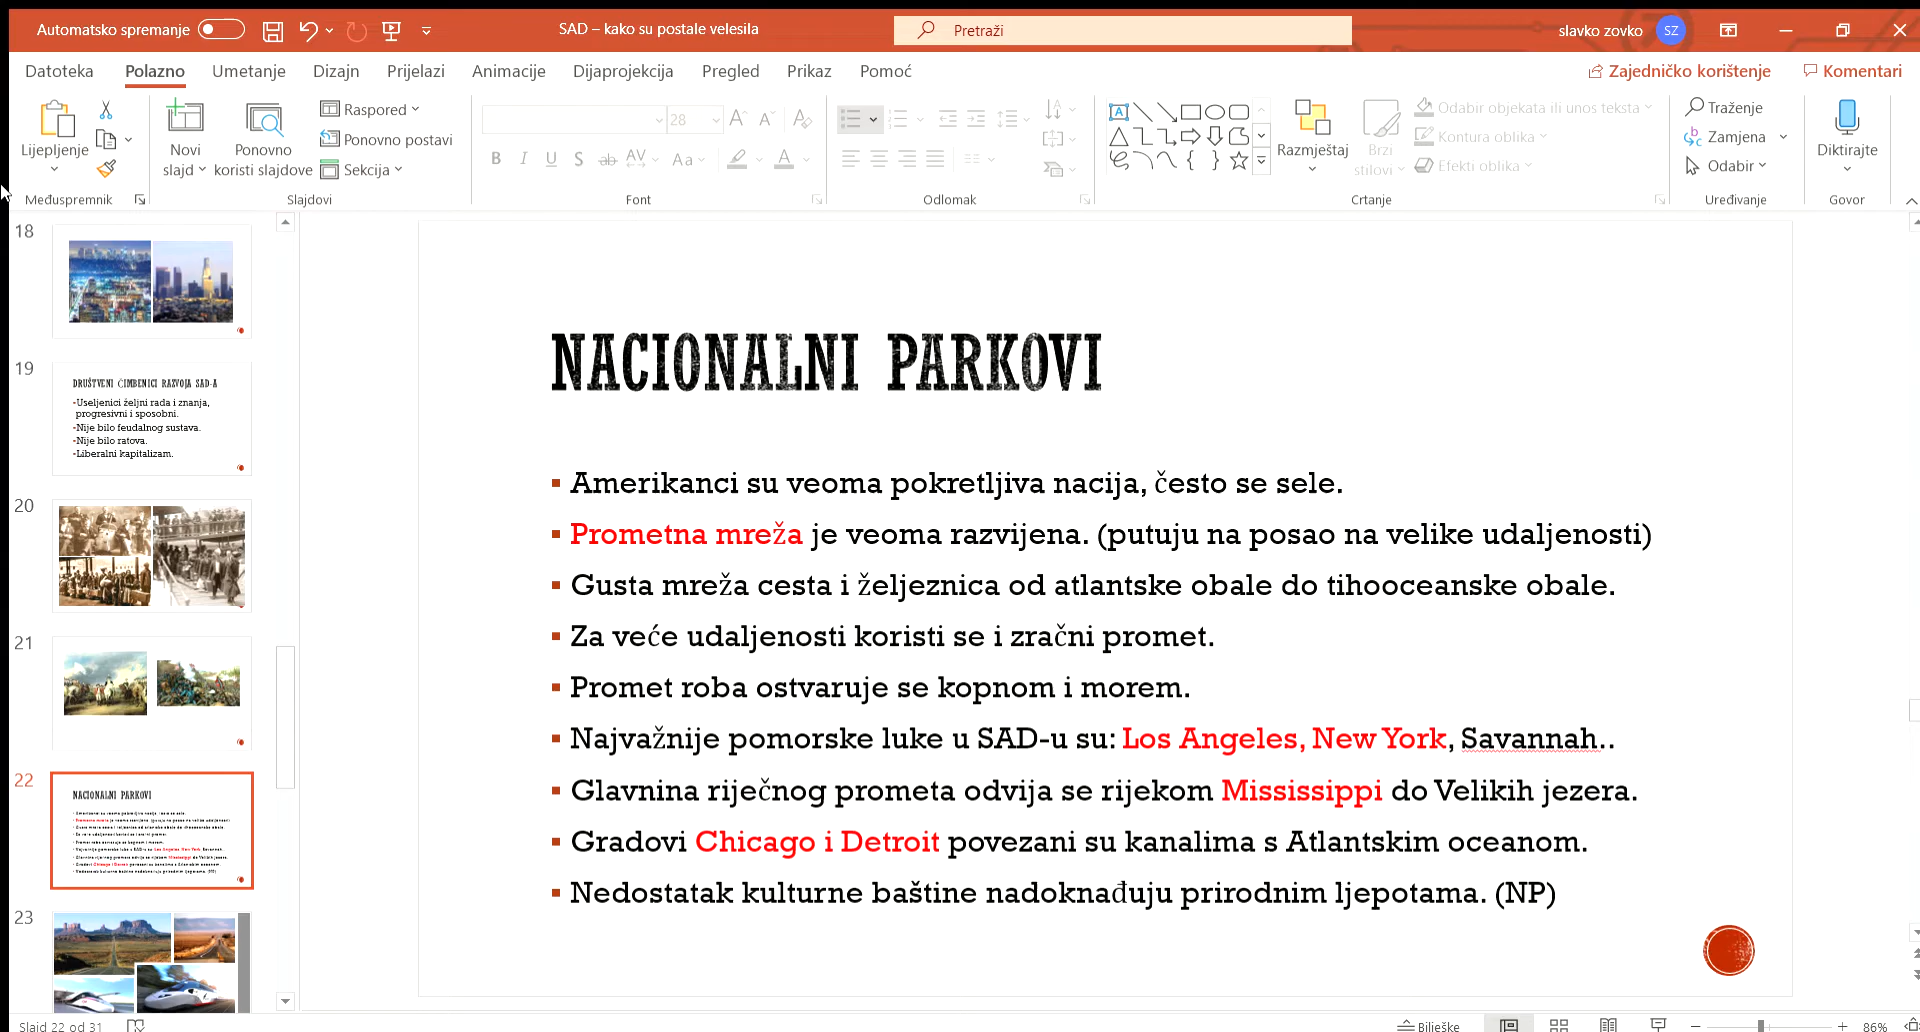 Automatsko spremanje
SAD – kako su postale velesila
Pretraži
slavko zovko
SZ
Datoteka Polazno Umetanje Dizajn Prijelazi Animacije Dijaprojekcija Pregled Prikaz Pomoć
Zajedničko korištenje
Komentari
Lijepljenje
Međuspremnik
Novi
slajd
Ponovno
koristi slajdove
Raspored
Ponovno postavi
Sekcija
Slajdovi
28
Font
Odlomak
Razmještaj
Brzi
stilovi
Odabir objekata ili unos teksta
Kontura oblika
Efekti oblika
Crtanje
Traženje
Zamjena
Odabir
Uređivanje
Diktirajte
Govor
18
19
DRUŠTVENI ČIMBENICI RAZVOJA SAD-A
-Useljenici željni rada i znanja,
progresivni i sposobni.
-Nije bilo feudalnog sustava.
-Nije bilo ratova.
-Liberalni kapitalizam.
20
21
22
NACIONALNI PARKOVI
23
NACIONALNI PARKOVI
Amerikanci su veoma pokretljiva nacija, često se sele.
Prometna mreža je veoma razvijena. (putuju na posao na velike udaljenosti)
Gusta mreža cesta i željeznica od atlantske obale do tihooceanske obale.
Za veće udaljenosti koristi se i zračni promet.
Promet roba ostvaruje se kopnom i morem.
Najvažnije pomorske luke u SAD-u su: Los Angeles, New York, Savannah..
Glavnina riječnog prometa odvija se rijekom Mississippi do Velikih jezera.
Gradovi Chicago i Detroit povezani su kanalima s Atlantskim oceanom.
Nedostatak kulturne baštine nadoknađuju prirodnim ljepotama. (NP)
Slajd 22 od 31
Bilješke
86%